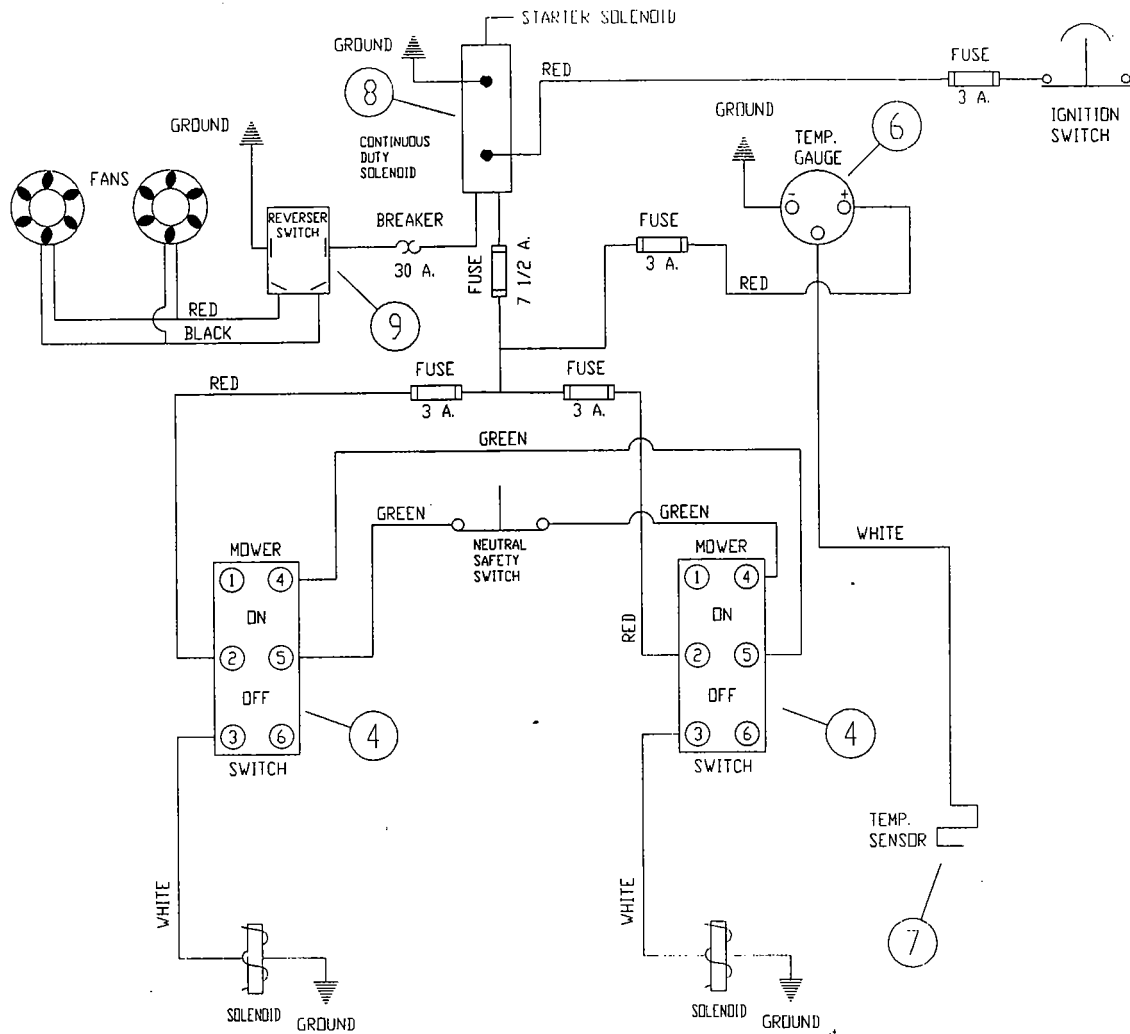 STARTER SOLENOID
GROUND
8
RED
FUSE
3 A.
IGNITION
SWITCH
GROUND
CONTINUOUS
DUTY
SOLENOID
GROUND
TEMP.
GAUGE
6
- +
FANS
REVERSER
SWITCH
BREAKER
30 A.
FUSE
7 1/2 A.
FUSE
3 A.
RED
RED
BLACK
9
RED
FUSE
3 A.
FUSE
3 A.
GREEN
GREEN
NEUTRAL
SAFETY
SWITCH
GREEN
WHITE
MOWER
1 4
ON
2 5
OFF
3 6
SWITCH
4
RED
MOWER
1 4
ON
2 5
OFF
3 6
SWITCH
4
TEMP.
SENSOR
7
WHITE
SOLENOID
GROUND
WHITE
SOLENOID
GROUND